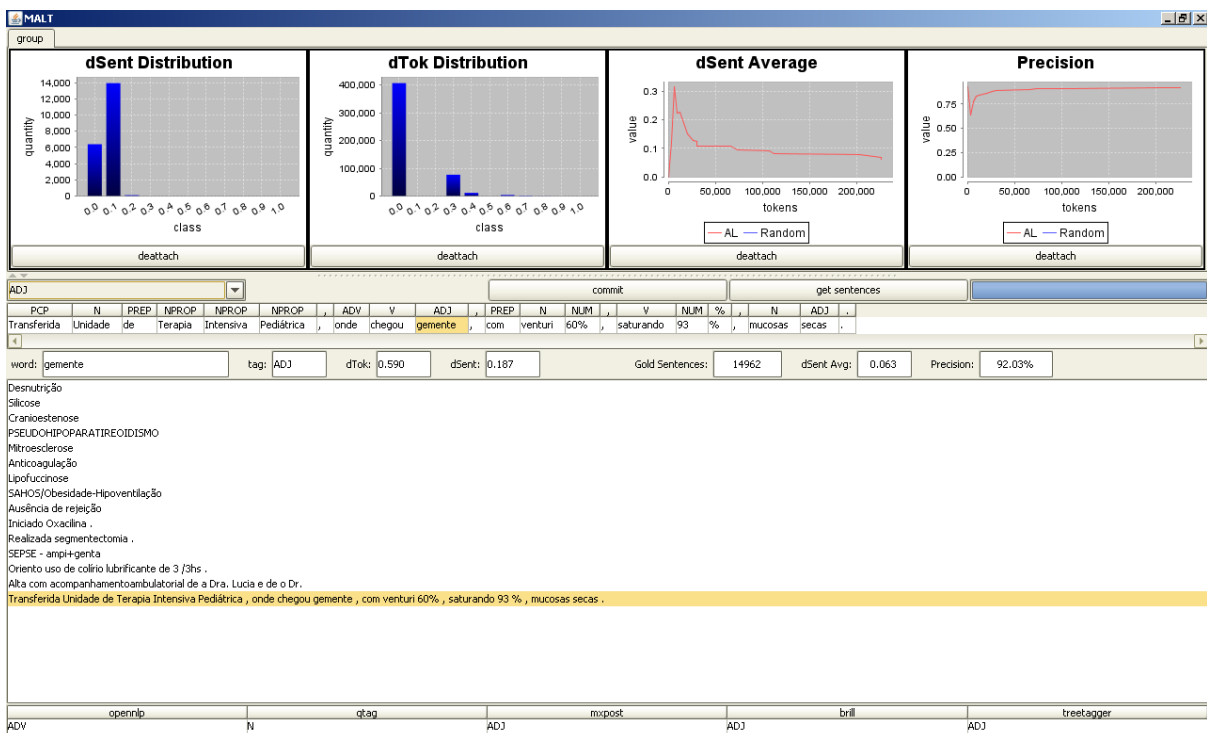 MALT
group
dSent Distribution
14,000
12,000
10,000
8,000
6,000
4,000
2,000
0
quantity
0.0 0.1 0.2 0.3 0.4 0.5 0.6 0.7 0.8 0.9 1.0
class
deattach
dTok Distribution
400,000
300,000
200,000
100,000
0
quantity
0.0 0.1 0.2 0.3 0.4 0.5 0.6 0.7 0.8 0.9 1.0
class
deattach
dSent Average
0.3
0.2
0.1
0.0
value
0 50,000 100,000 150,000 200,000
tokens
AL Random
deattach
Precision
0.75
0.50
0.25
0.00
value
0 50,000 100,000 150,000 200,000
tokens
AL Random
deattach
ADJ commit get sentences
PCP N PREP NPROP NPROP NPROP , ADV V ADJ , PREP N NUM , V NUM % , N ADJ .
Transferida Unidade de Terapia Intensiva Pediátrica , onde chegou gemente , com venturi 60% , saturando 93 % , mucosas secas .
word: gemente tag: ADJ dTok: 0.590 dSent: 0.187 Gold Sentences: 14962 dSent Avg: 0.063 Precision: 92.03%
Desnutrição
Silicose
Cranioestenose
PSEUDOHIPOPARATIREOIDISMO
Mitroesclerose
Anticoagulação
Lipofuccinose
SAHOS/Obesidade-Hipoventilação
Ausência de rejeição
Iniciado Oxacilina .
Realizada segmentectomia .
SEPSE - ampi+genta
Oriento uso de colírio lubrificante de 3 /3hs .
Alta com acompanhamentoambulatorial de a Dra. Lucia e de o Dr.
Transferida Unidade de Terapia Intensiva Pediátrica , onde chegou gemente , com venturi 60% , saturando 93 % , mucosas secas .
opennlp qtag mxpost brill treetagger
ADV N ADJ ADJ ADJ